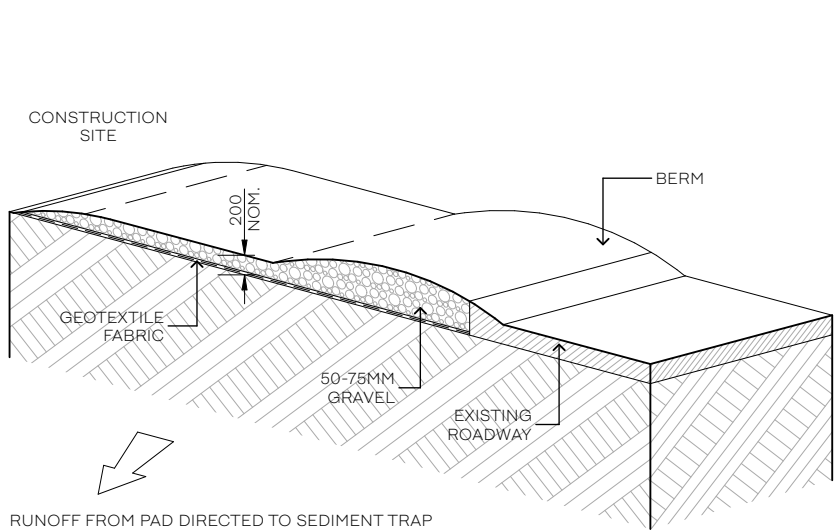 CONSTRUCTION
SITE
BERM
200
NOM.
GEOTEXTILE
FABRIC
50-75MM
GRAVEL
EXISTING
ROADWAY
RUNOFF FROM PAD DIRECTED TO SEDIMENT TRAP